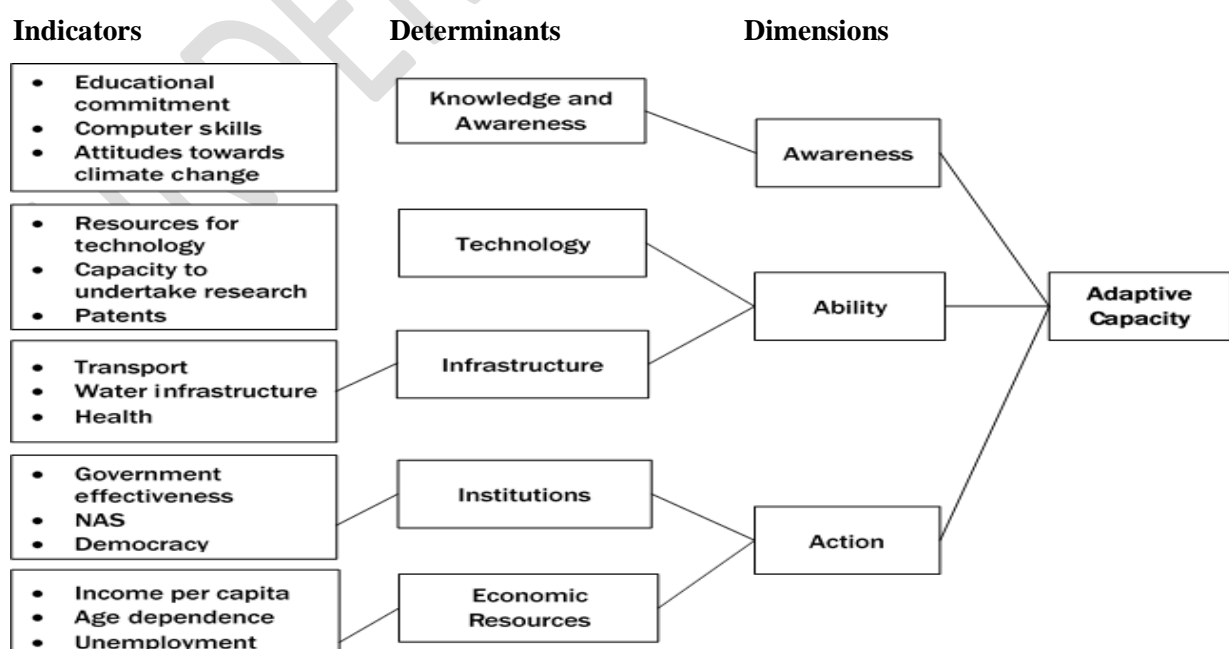 Indicators Determinants Dimensions
• Educational
commitment
• Computer skills
• Attitudes towards
climate change
Knowledge and
Awareness
Awareness
• Resources for
technology
• Capacity to
undertake research
• Patents
Technology
Ability
Adaptive
Capacity
• Transport
• Water infrastructure
• Health
Infrastructure
• Government
effectiveness
• NAS
• Democracy
Institutions
Action
• Income per capita
• Age dependence
• Unemployment
Economic
Resources